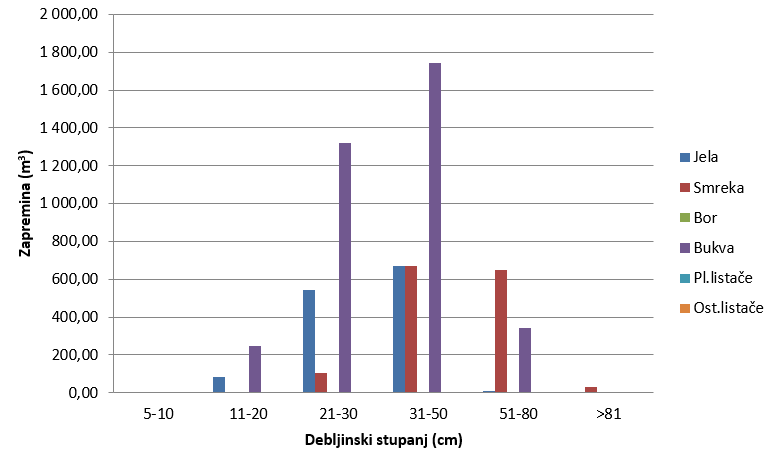 2 000,00
1 800,00
1 600,00
1 400,00
1 200,00
1 000,00
800,00
600,00
400,00
200,00
0,00
Zapremina (m³)
5-10 11-20 21-30 31-50 51-80 >81
Debljinski stupanj (cm)
Jela
Smreka
Bor
Bukva
Pl.listače
Ost.listače